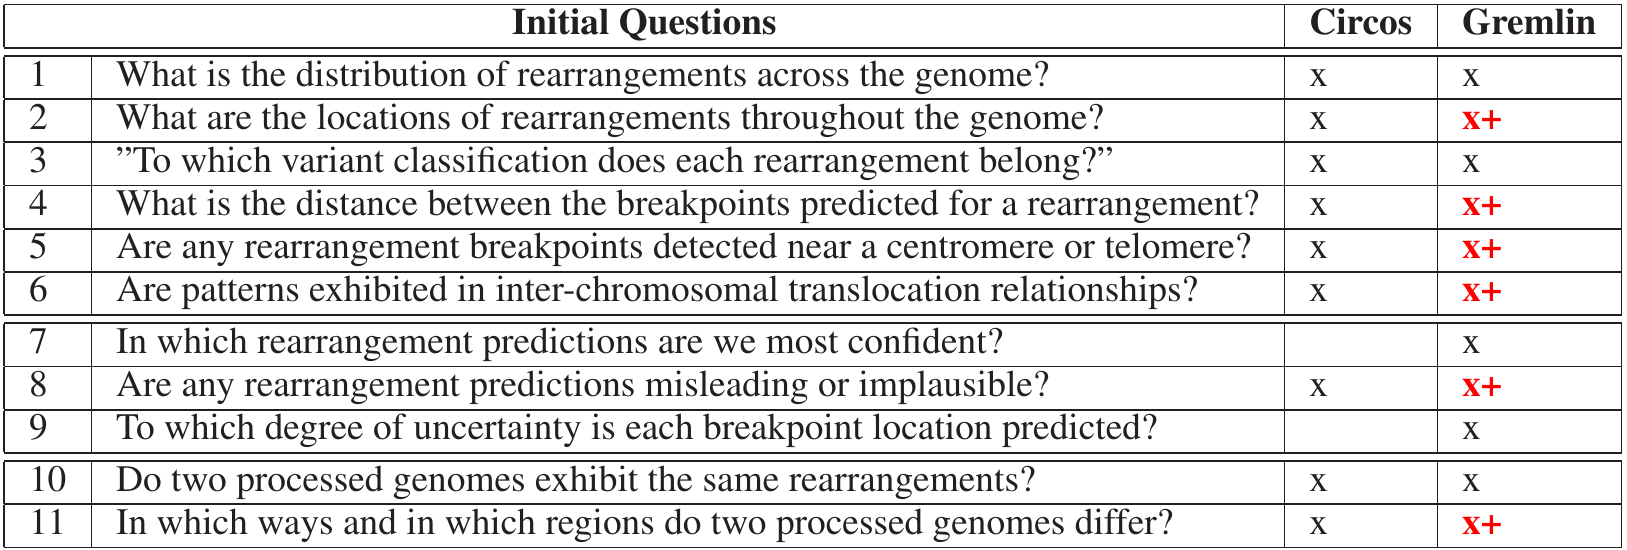 Initial Questions Circos Gremlin
1 What is the distribution of rearrangements across the genome? x x
2 What are the locations of rearrangements throughout the genome? x x+
3 ”To which variant classification does each rearrangement belong?” x x
4 What is the distance between the breakpoints predicted for a rearrangement? x x+
5 Are any rearrangement breakpoints detected near a centromere or telomere? x x+
6 Are patterns exhibited in inter-chromosomal translocation relationships? x x+
7 In which rearrangement predictions are we most confident? x
8 Are any rearrangement predictions misleading or implausible? x x+
9 To which degree of uncertainty is each breakpoint location predicted? x
10 Do two processed genomes exhibit the same rearrangements? x x
11 In which ways and in which regions do two processed genomes differ? x x+